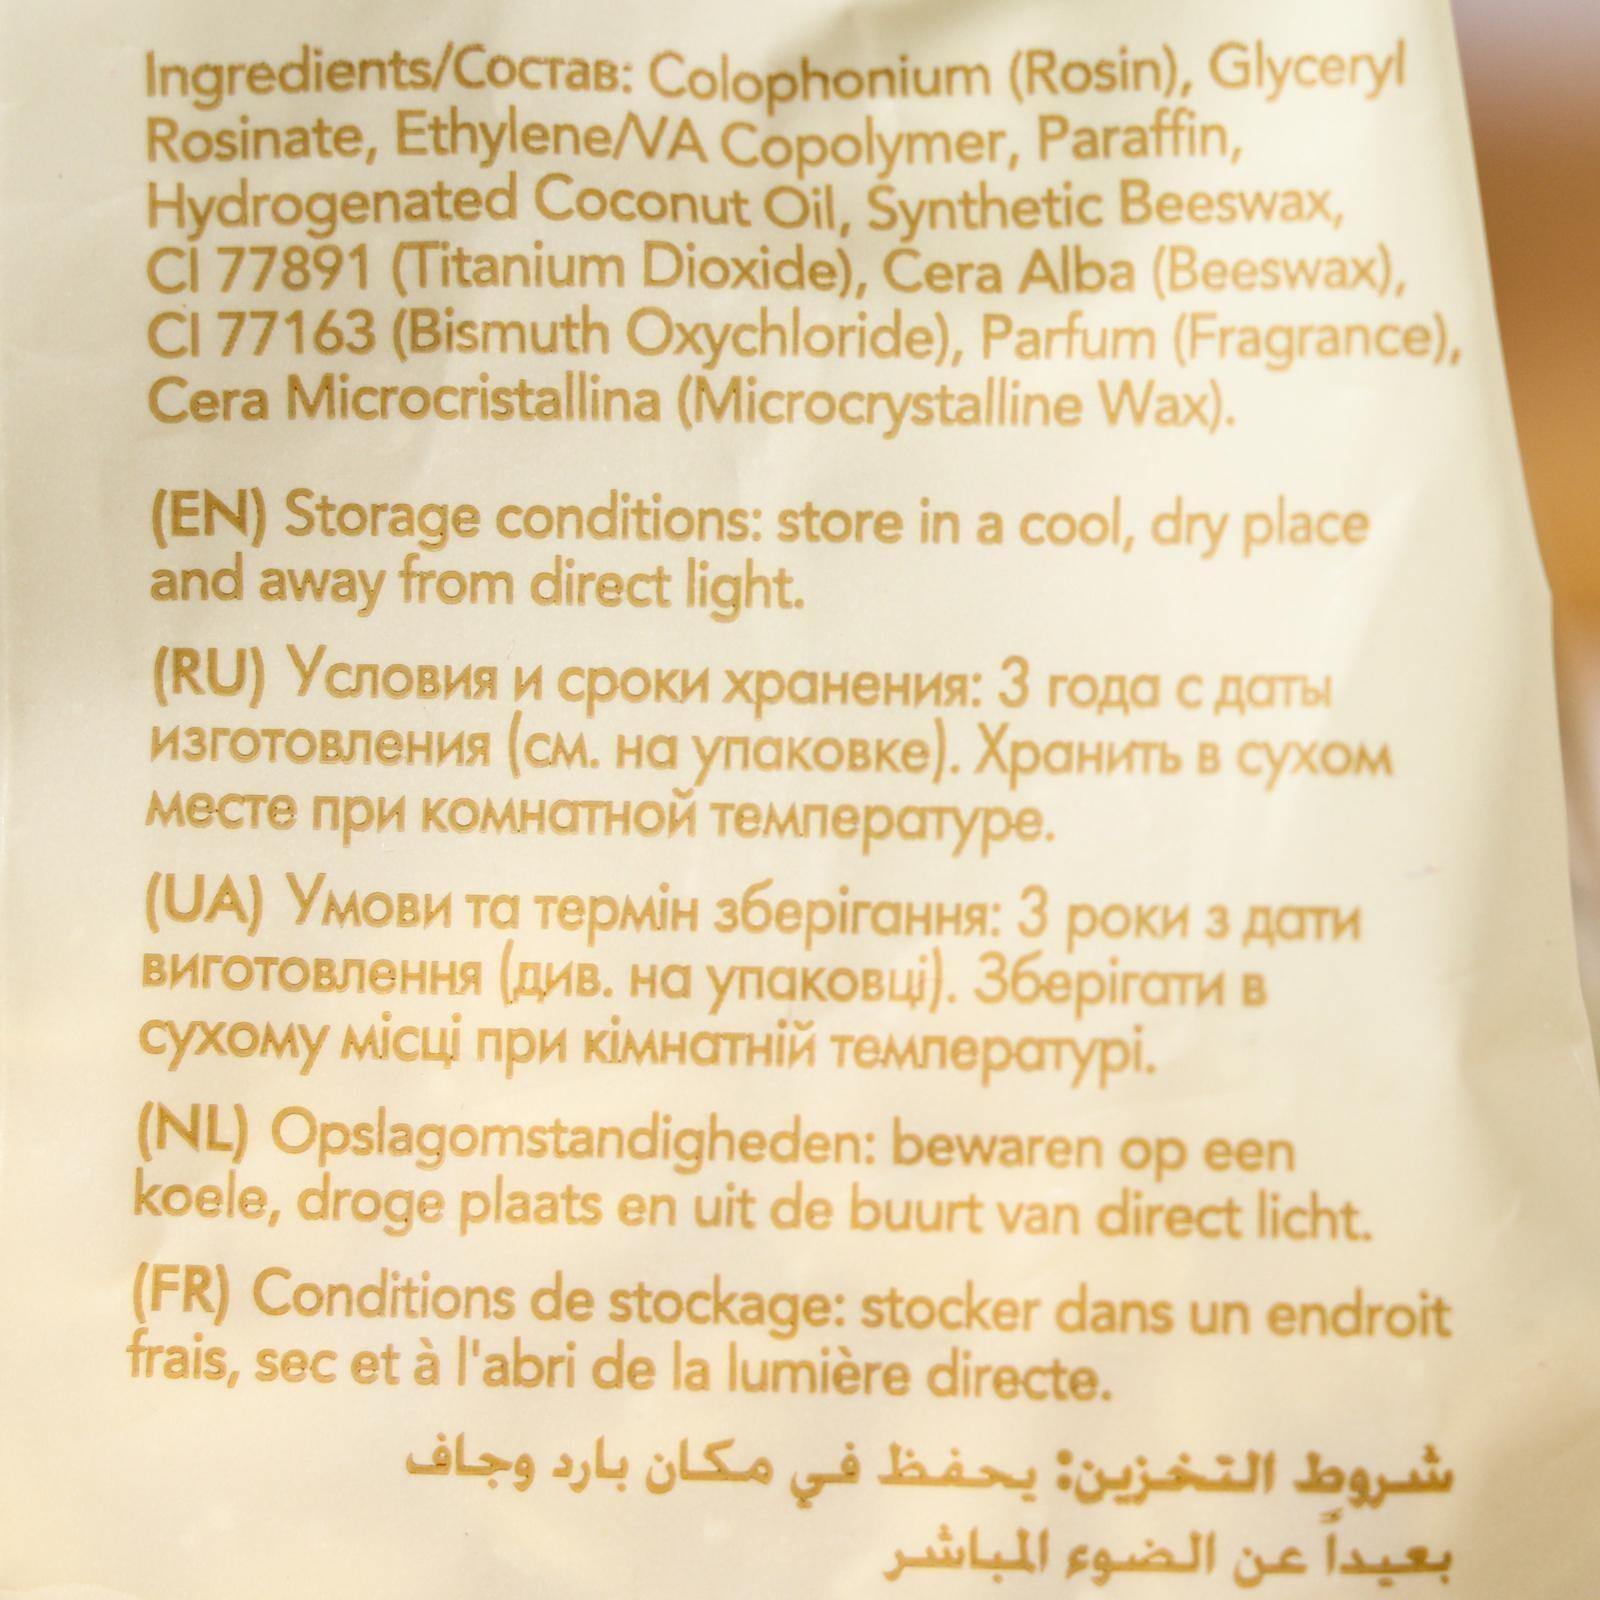 Ingredients/Состав: Colophonium (Rosin), Glyceryl
Rosinate, Ethylene/VA Copolymer, Paraffin,
Hydrogenated Coconut Oil, Synthetic Beeswax,
CI 77891 (Titanium Dioxide), Cera Alba (Beeswax),
CI 77163 (Bismuth Oxychloride), Parfum (Fragrance),
Cera Microcristallina (Microcrystalline Wax).
(EN) Storage conditions: store in a cool, dry place
and away from direct light.
(RU) Условия и сроки хранения: 3 года с даты
изготовления (см. на упаковке). Хранить в сухом
месте при комнатной температуре.
(UA) Умови та термін зберігання: 3 роки з дати
виготовлення (див. на упаковці). Зберігати в
сухому місці при кімнатній температурі.
(NL) Opslagomstandigheden: bewaren op een
koele, droge plaats en uit de buurt van direct licht.
(FR) Conditions de stockage: stocker dans un endroit
frais, sec et à l'abri de la lumière directe.
شروط التخزين: يحفظ في مكان بارد وجاف
بعيداً عن الضوء المباشر